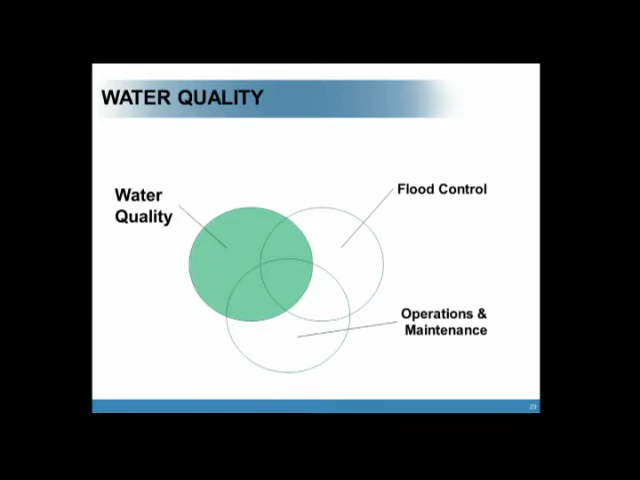 WATER QUALITY
Water
Quality
Flood Control
Operations &
Maintenance